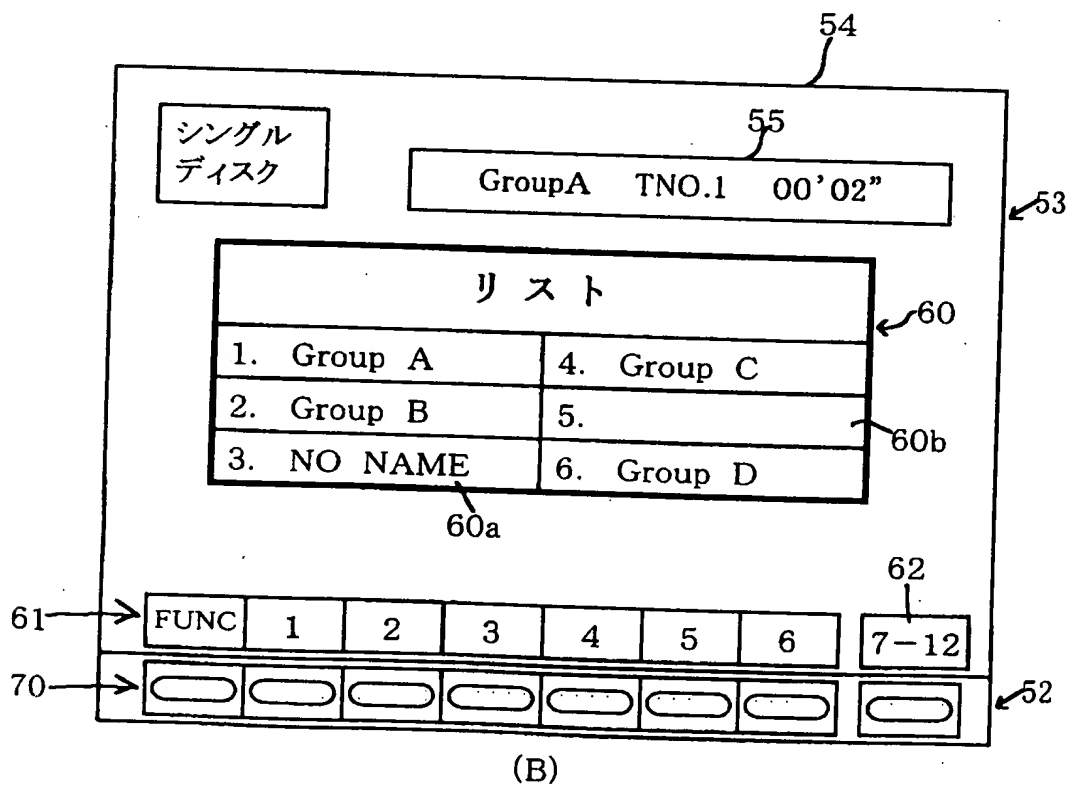 54
シングル
ディスク
55
GroupA TNO.1 00'02"
53
リスト
60
1. Group A
4. Group C
2. Group B
5.
60b
3. NO NAME
6. Group D
60a
62
61
FUNC 1 2 3 4 5 6 7-12
70
52
(B)